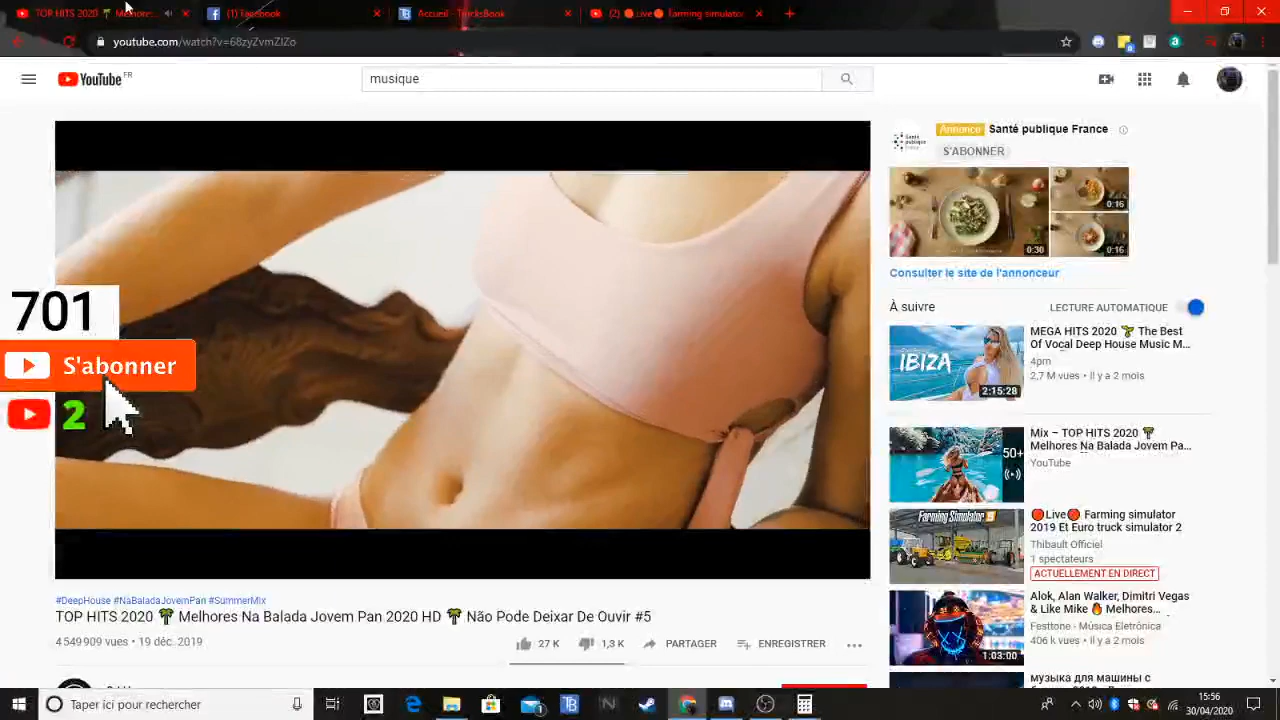 TOP HITS 2020 🌴 Melhores
(1) Facebook
Accueil - TrucksBook
(2) 🔴Live🔴 Farming simulator
youtube.com/watch?v=68zyZvmZJZo
YouTube FR
musique
701
S'abonner
2
Annonce Santé publique France
S'ABONNER
0:30
0:16
0:16
Consulter le site de l'annonceur
À suivre
LECTURE AUTOMATIQUE
IBIZA
2:15:28
MEGA HITS 2020 🌴 The Best
Of Vocal Deep House Music M...
4pm
2,7 M vues • Il y a 2 mois
50+
Mix – TOP HITS 2020 🌴
Melhores Na Balada Jovem Pa...
YouTube
Farming Simulator 19
🔴Live🔴 Farming simulator
2019 Et Euro truck simulator 2
Thibault Officiel
1 spectateurs
ACTUELLEMENT EN DIRECT
1:03:00
Alok, Alan Walker, Dimitri Vegas
& Like Mike 🔥 Melhores...
Festtone - Música Eletrônica
406 k vues • Il y a 2 mois
музыка для машины с
#DeepHouse #NaBaladaJovemPan #SummerMix
TOP HITS 2020 🌴 Melhores Na Balada Jovem Pan 2020 HD 🌴 Não Pode Deixar De Ouvir #5
4 549 909 vues • 19 déc. 2019
27 K
1,3 K
PARTAGER
ENREGISTRER
Taper ici pour rechercher
15:56
30/04/2020